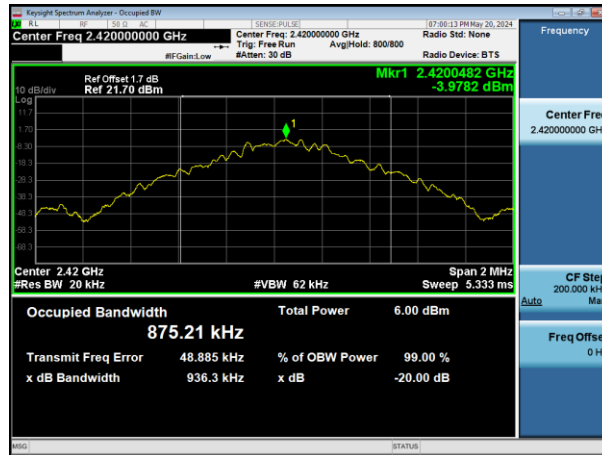 Keysight Spectrum Analyzer - Occupied BW
RL RF 50 Ω AC SENSE:PULSE 07:00:13 PM May 20, 2024
Center Freq 2.420000000 GHz Center Freq: 2.420000000 GHz Radio Std: None Frequency
Trig: Free Run Avg|Hold: 800/800
#IFGain:Low #Atten: 30 dB Radio Device: BTS
Ref Offset 1.7 dB Mkr1 2.4200482 GHz
10 dB/div Ref 21.70 dBm -3.9782 dBm
Log
11.7
1.70
-8.30
-18.3
-28.3
-38.3
-48.3
-58.3
-68.3
1
Center Fre
2.420000000 GH
Center 2.42 GHz Span 2 MHz
#Res BW 20 kHz #VBW 62 kHz Sweep 5.333 ms
CF Step
200.000 kH
Auto Ma
Occupied Bandwidth Total Power 6.00 dBm
875.21 kHz
Transmit Freq Error 48.885 kHz % of OBW Power 99.00 %
x dB Bandwidth 936.3 kHz x dB -20.00 dB
Freq Offse
0 H
MSG STATUS